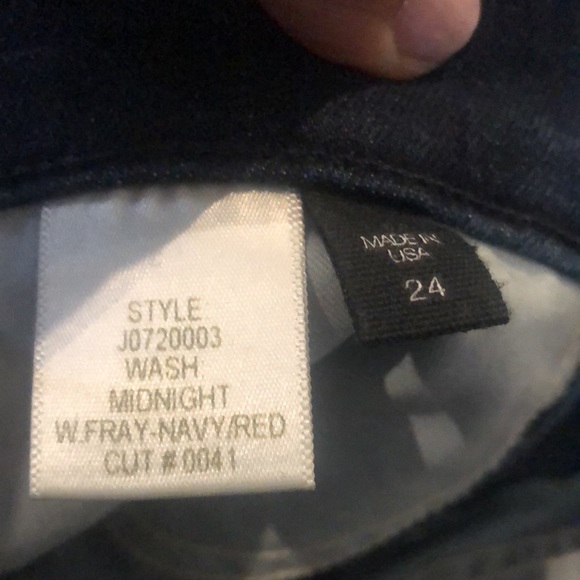 STYLE
J0720003
WASH
MIDNIGHT
W.FRAY-NAVY/RED
CUT # 0041
MADE IN
USA
24